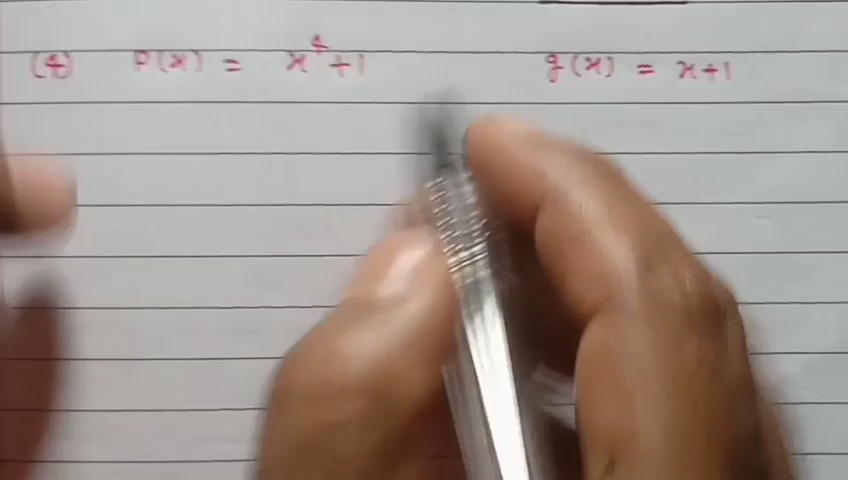 (4) P(x) = x⁴+1 g(x) = x+1